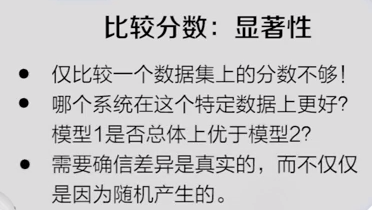 比较分数：显著性
● 仅比较一个数据集上的分数不够！
● 哪个系统在这个特定数据上更好？
模型1是否总体上优于模型2？
● 需要确信差异是真实的，而不仅仅
是因为随机产生的。